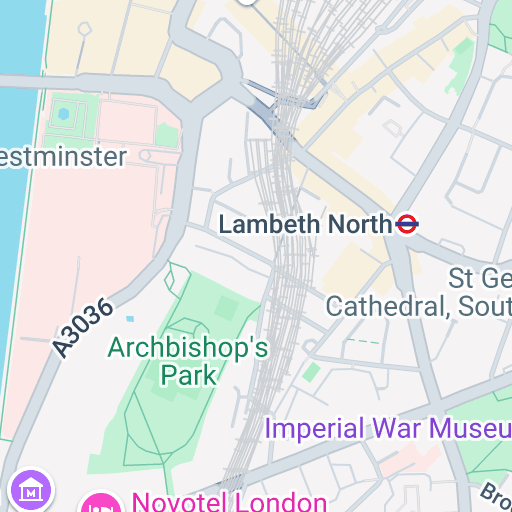 estminster
Lambeth North
St Ge
Cathedral, Sout
A3036
Archbishop's
Park
Imperial War Museu
Novotel London
Bro